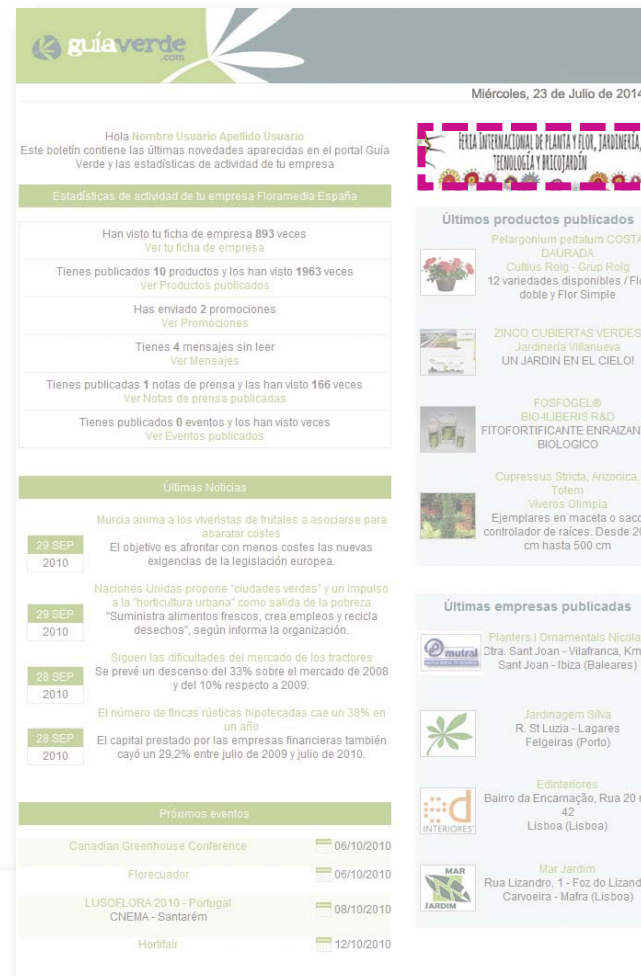 guíaverde
.com
Miércoles, 23 de Julio de 2014
Hola Nombre Usuario Apellido Usuario
Este boletín contiene las últimas novedades aparecidas en el portal Guía
Verde y las estadísticas de actividad de tu empresa
Estadísticas de actividad de tu empresa Floramedia España
Han visto tu ficha de empresa 893 veces
Ver tu ficha de empresa
Tienes publicados 10 productos y los han visto 1963 veces
Ver Productos publicados
Has enviado 2 promociones
Ver Promociones
Tienes 4 mensajes sin leer
Ver Mensajes
Tienes publicadas 1 notas de prensa y las han visto 166 veces
Ver Notas de prensa publicadas
Tienes publicados 0 eventos y los han visto veces
Ver Eventos publicados
Últimas Noticias
Murcia anima a los viveristas de frutales a asociarse para
abaratar costes
29 SEP
2010
El objetivo es afrontar con menos costes las nuevas
exigencias de la legislación europea.
Naciones Unidas propone "ciudades verdes" y un impulso
a la "horticultura urbana" como salida de la pobreza
29 SEP
2010
"Suministra alimentos frescos, crea empleos y recicla
desechos", según informa la organización.
Siguen las dificultades del mercado de los tractores
28 SEP
2010
Se prevé un descenso del 33% sobre el mercado de 2008
y del 10% respecto a 2009.
El número de fincas rústicas hipotecadas cae un 38% en
un año
28 SEP
2010
El capital prestado por las empresas financieras también
cayó un 29,2% entre julio de 2009 y julio de 2010.
Próximos eventos
Canadian Greenhouse Conference 06/10/2010
Florecuador 06/10/2010
LUSOFLORA 2010 - Portugal
CNEMA - Santarém 08/10/2010
Hortifair 12/10/2010
FERIA INTERNACIONAL DE PLANTA Y FLOR, JARDINERÍA,
TECNOLOGÍA Y BRICOJARDÍN
Últimos productos publicados
Pelargonium peltatum COSTA
DAURADA
Cultius Roig - Grup Roig
12 variedades disponibles / Flo
doble y Flor Simple
ZINCO CUBIERTAS VERDES
Jardinería Villanueva
UN JARDIN EN EL CIELO!
FOSFOGEL®
BIO-ILIBERIS R&D
FITOFORTIFICANTE ENRAIZAN
BIOLOGICO
Cupressus Stricta, Arizonica,
Totem
Viveros Olimpia
Ejemplares en maceta o saco
controlador de raíces. Desde 20
cm hasta 500 cm
Últimas empresas publicadas
mutral
Planters i Ornamentals Nicola
Ctra. Sant Joan - Vilafranca, Km
Sant Joan - Ibiza (Baleares)
Jardinagem Silva
R. St Luzia - Lagares
Felgeiras (Porto)
INTERIORES
Edinteriores
Bairro da Encarnação, Rua 20
42
Lisboa (Lisboa)
MAR
JARDIM
Mar Jardim
Rua Lizandro, 1 - Foz do Lizand
Carvoeira - Mafra (Lisboa)